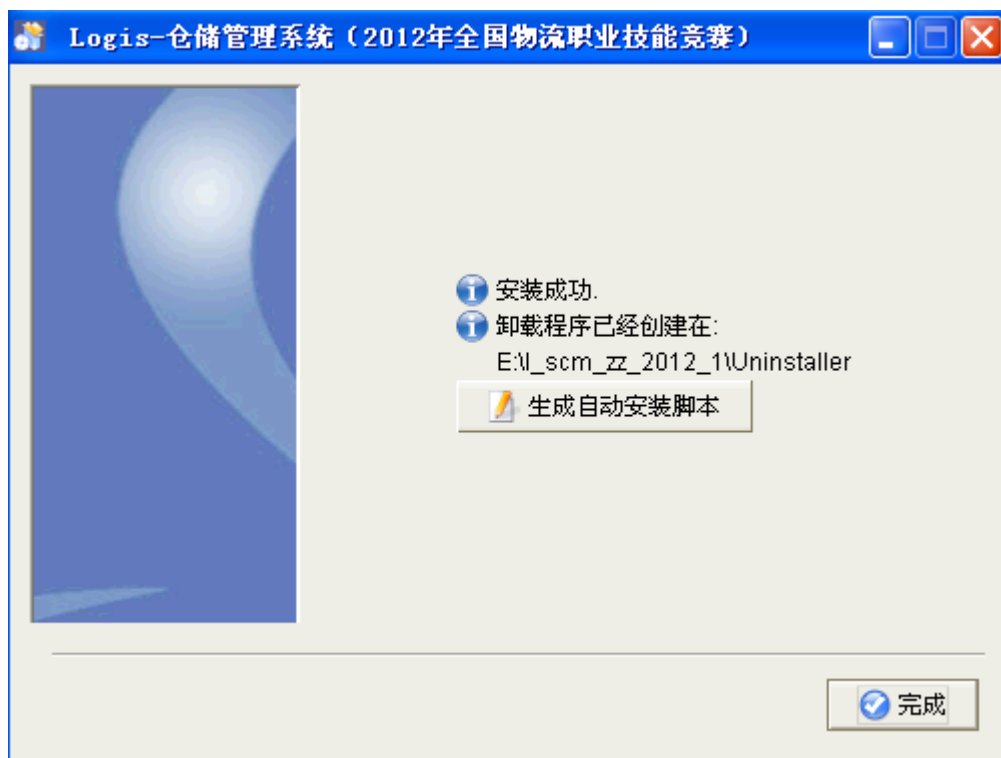 Logis-仓储管理系统（2012年全国物流职业技能竞赛）
安装成功.
卸载程序已经创建在:
E:\l_scm_zz_2012_1\Uninstaller
生成自动安装脚本
完成